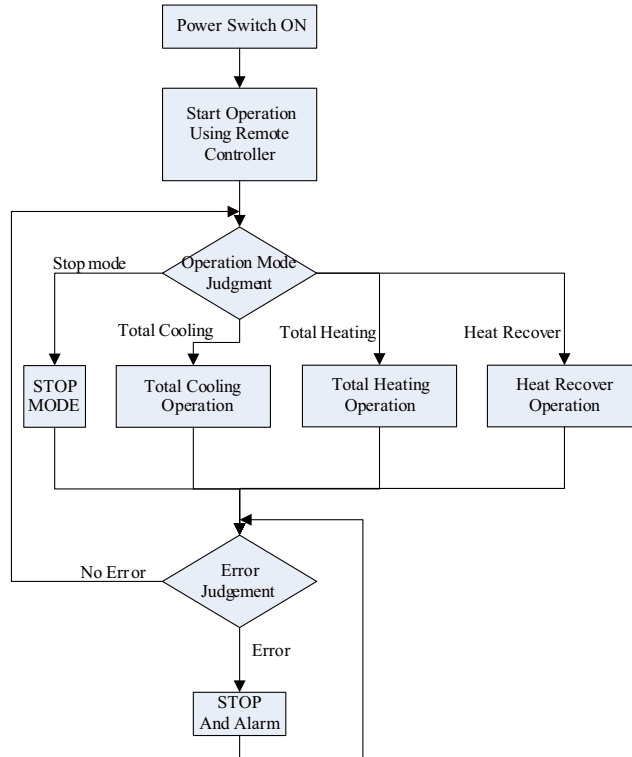 Power Switch ON
Start Operation
Using Remote
Controller
Operation Mode
Judgment
Stop mode
Total Cooling
Total Heating
Heat Recover
STOP
MODE
Total Cooling
Operation
Total Heating
Operation
Heat Recover
Operation
Error
Judgement
No Error
Error
STOP
And Alarm